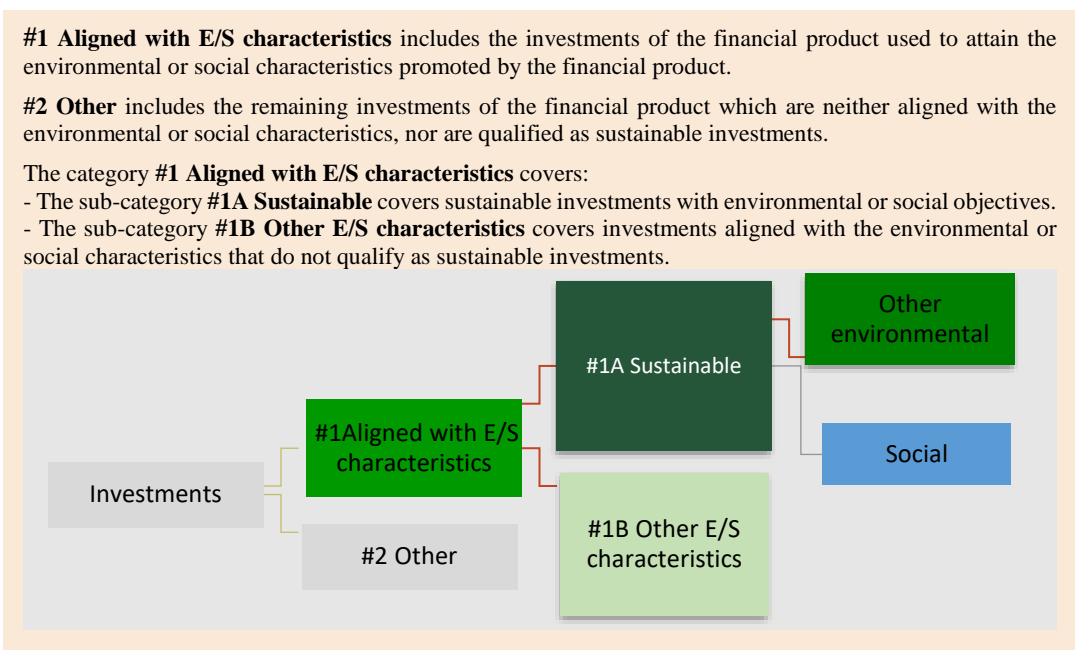 #1 Aligned with E/S characteristics includes the investments of the financial product used to attain the
environmental or social characteristics promoted by the financial product.
#2 Other includes the remaining investments of the financial product which are neither aligned with the
environmental or social characteristics, nor are qualified as sustainable investments.
The category #1 Aligned with E/S characteristics covers:
- The sub-category #1A Sustainable covers sustainable investments with environmental or social objectives.
- The sub-category #1B Other E/S characteristics covers investments aligned with the environmental or
social characteristics that do not qualify as sustainable investments.
Investments
#1Aligned with E/S
characteristics
#2 Other
#1A Sustainable
#1B Other E/S
characteristics
Other
environmental
Social